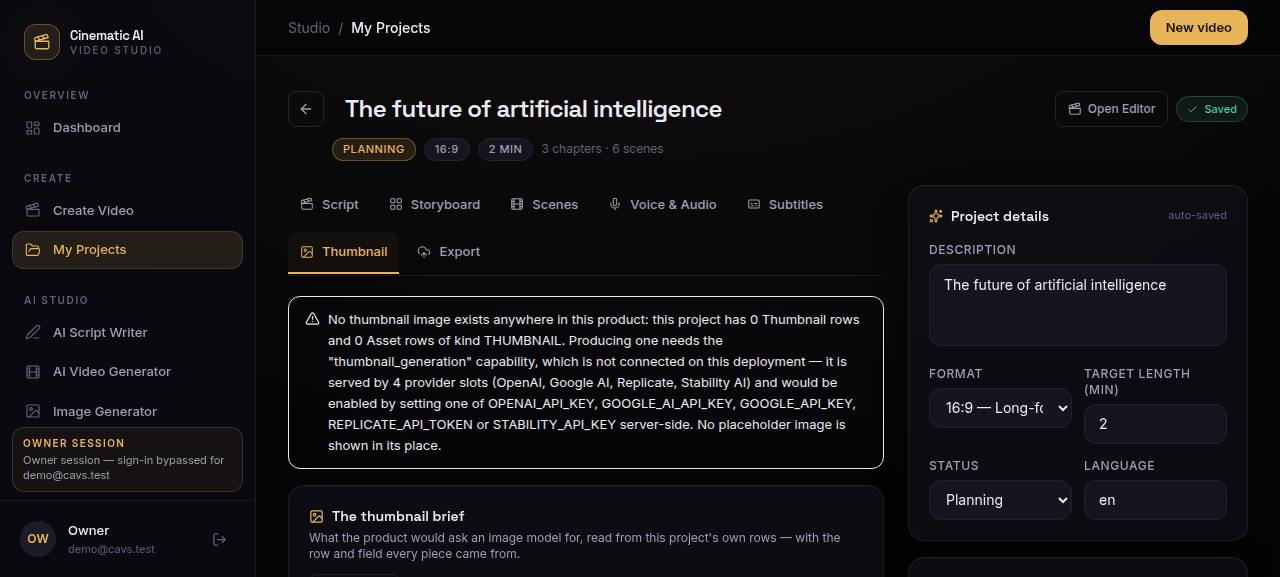 Cinematic AI
VIDEO STUDIO
OVERVIEW
Dashboard
CREATE
Create Video
My Projects
AI STUDIO
AI Script Writer
AI Video Generator
Image Generator
OWNER SESSION
Owner session — sign-in bypassed for
demo@cavs.test
OW
Owner
demo@cavs.test
Studio / My Projects
New video
The future of artificial intelligence
Open Editor
Saved
PLANNING
16:9
2 MIN
3 chapters · 6 scenes
Script
Storyboard
Scenes
Voice & Audio
Subtitles
Thumbnail
Export
No thumbnail image exists anywhere in this product: this project has 0 Thumbnail rows
and 0 Asset rows of kind THUMBNAIL. Producing one needs the
"thumbnail_generation" capability, which is not connected on this deployment — it is
served by 4 provider slots (OpenAI, Google AI, Replicate, Stability AI) and would be
enabled by setting one of OPENAI_API_KEY, GOOGLE_AI_API_KEY, GOOGLE_API_KEY,
REPLICATE_API_TOKEN or STABILITY_API_KEY server-side. No placeholder image is
shown in its place.
The thumbnail brief
What the product would ask an image model for, read from this project's own rows — with the
row and field every piece came from.
Project details
auto-saved
DESCRIPTION
The future of artificial intelligence
FORMAT
16:9 — Long-fo
TARGET LENGTH
(MIN)
2
STATUS
Planning
LANGUAGE
en